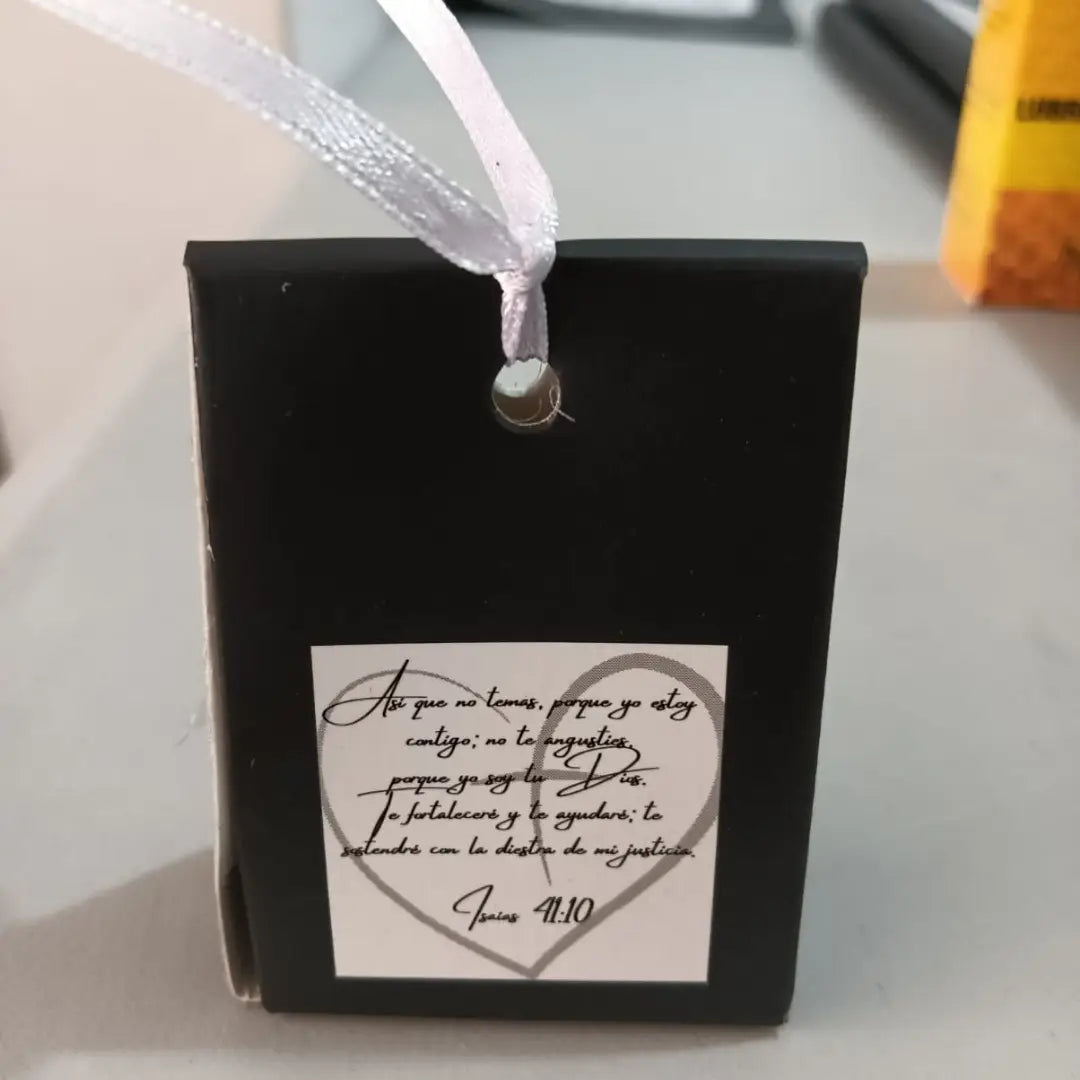 Así que no temas, porque yo estoy
contigo; no te angusties,
porque yo soy tu Dios.
Te fortaleceré y te ayudaré; te
sostendré con la diestra de mi justicia.
Isaías 41:10